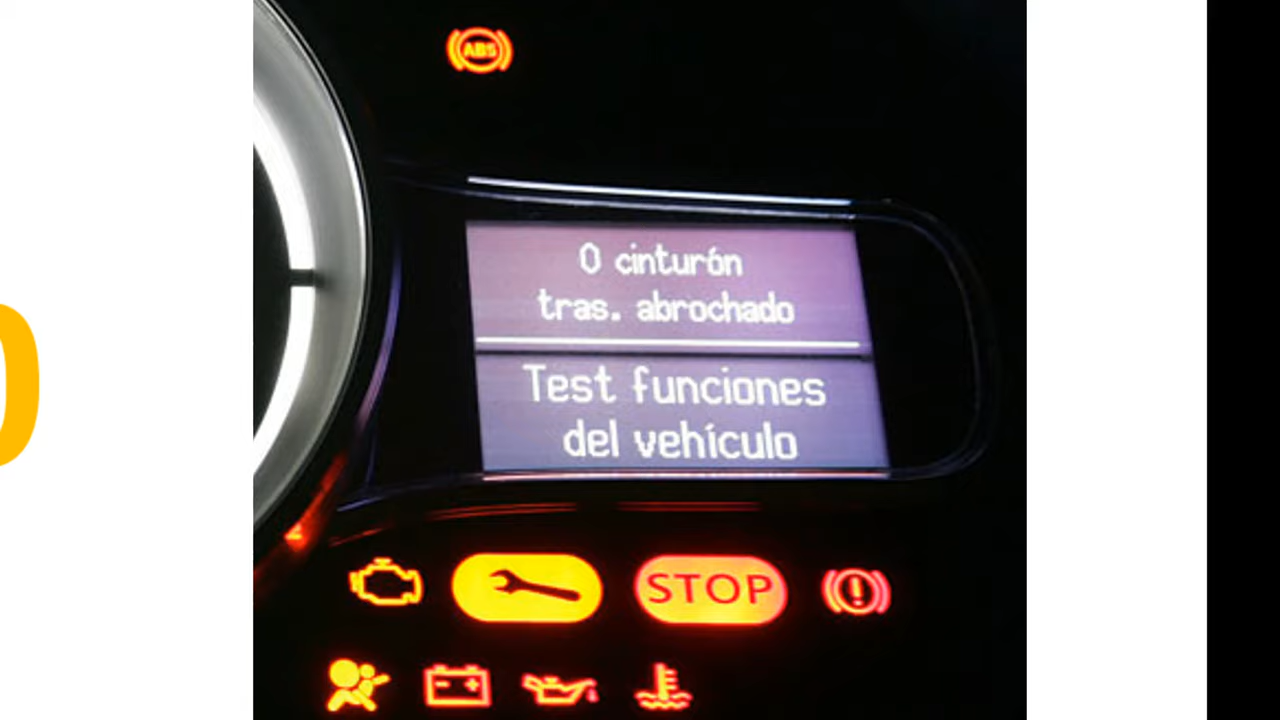 ABS
0 cinturón
tras. abrochado
Test funciones
del vehículo
STOP